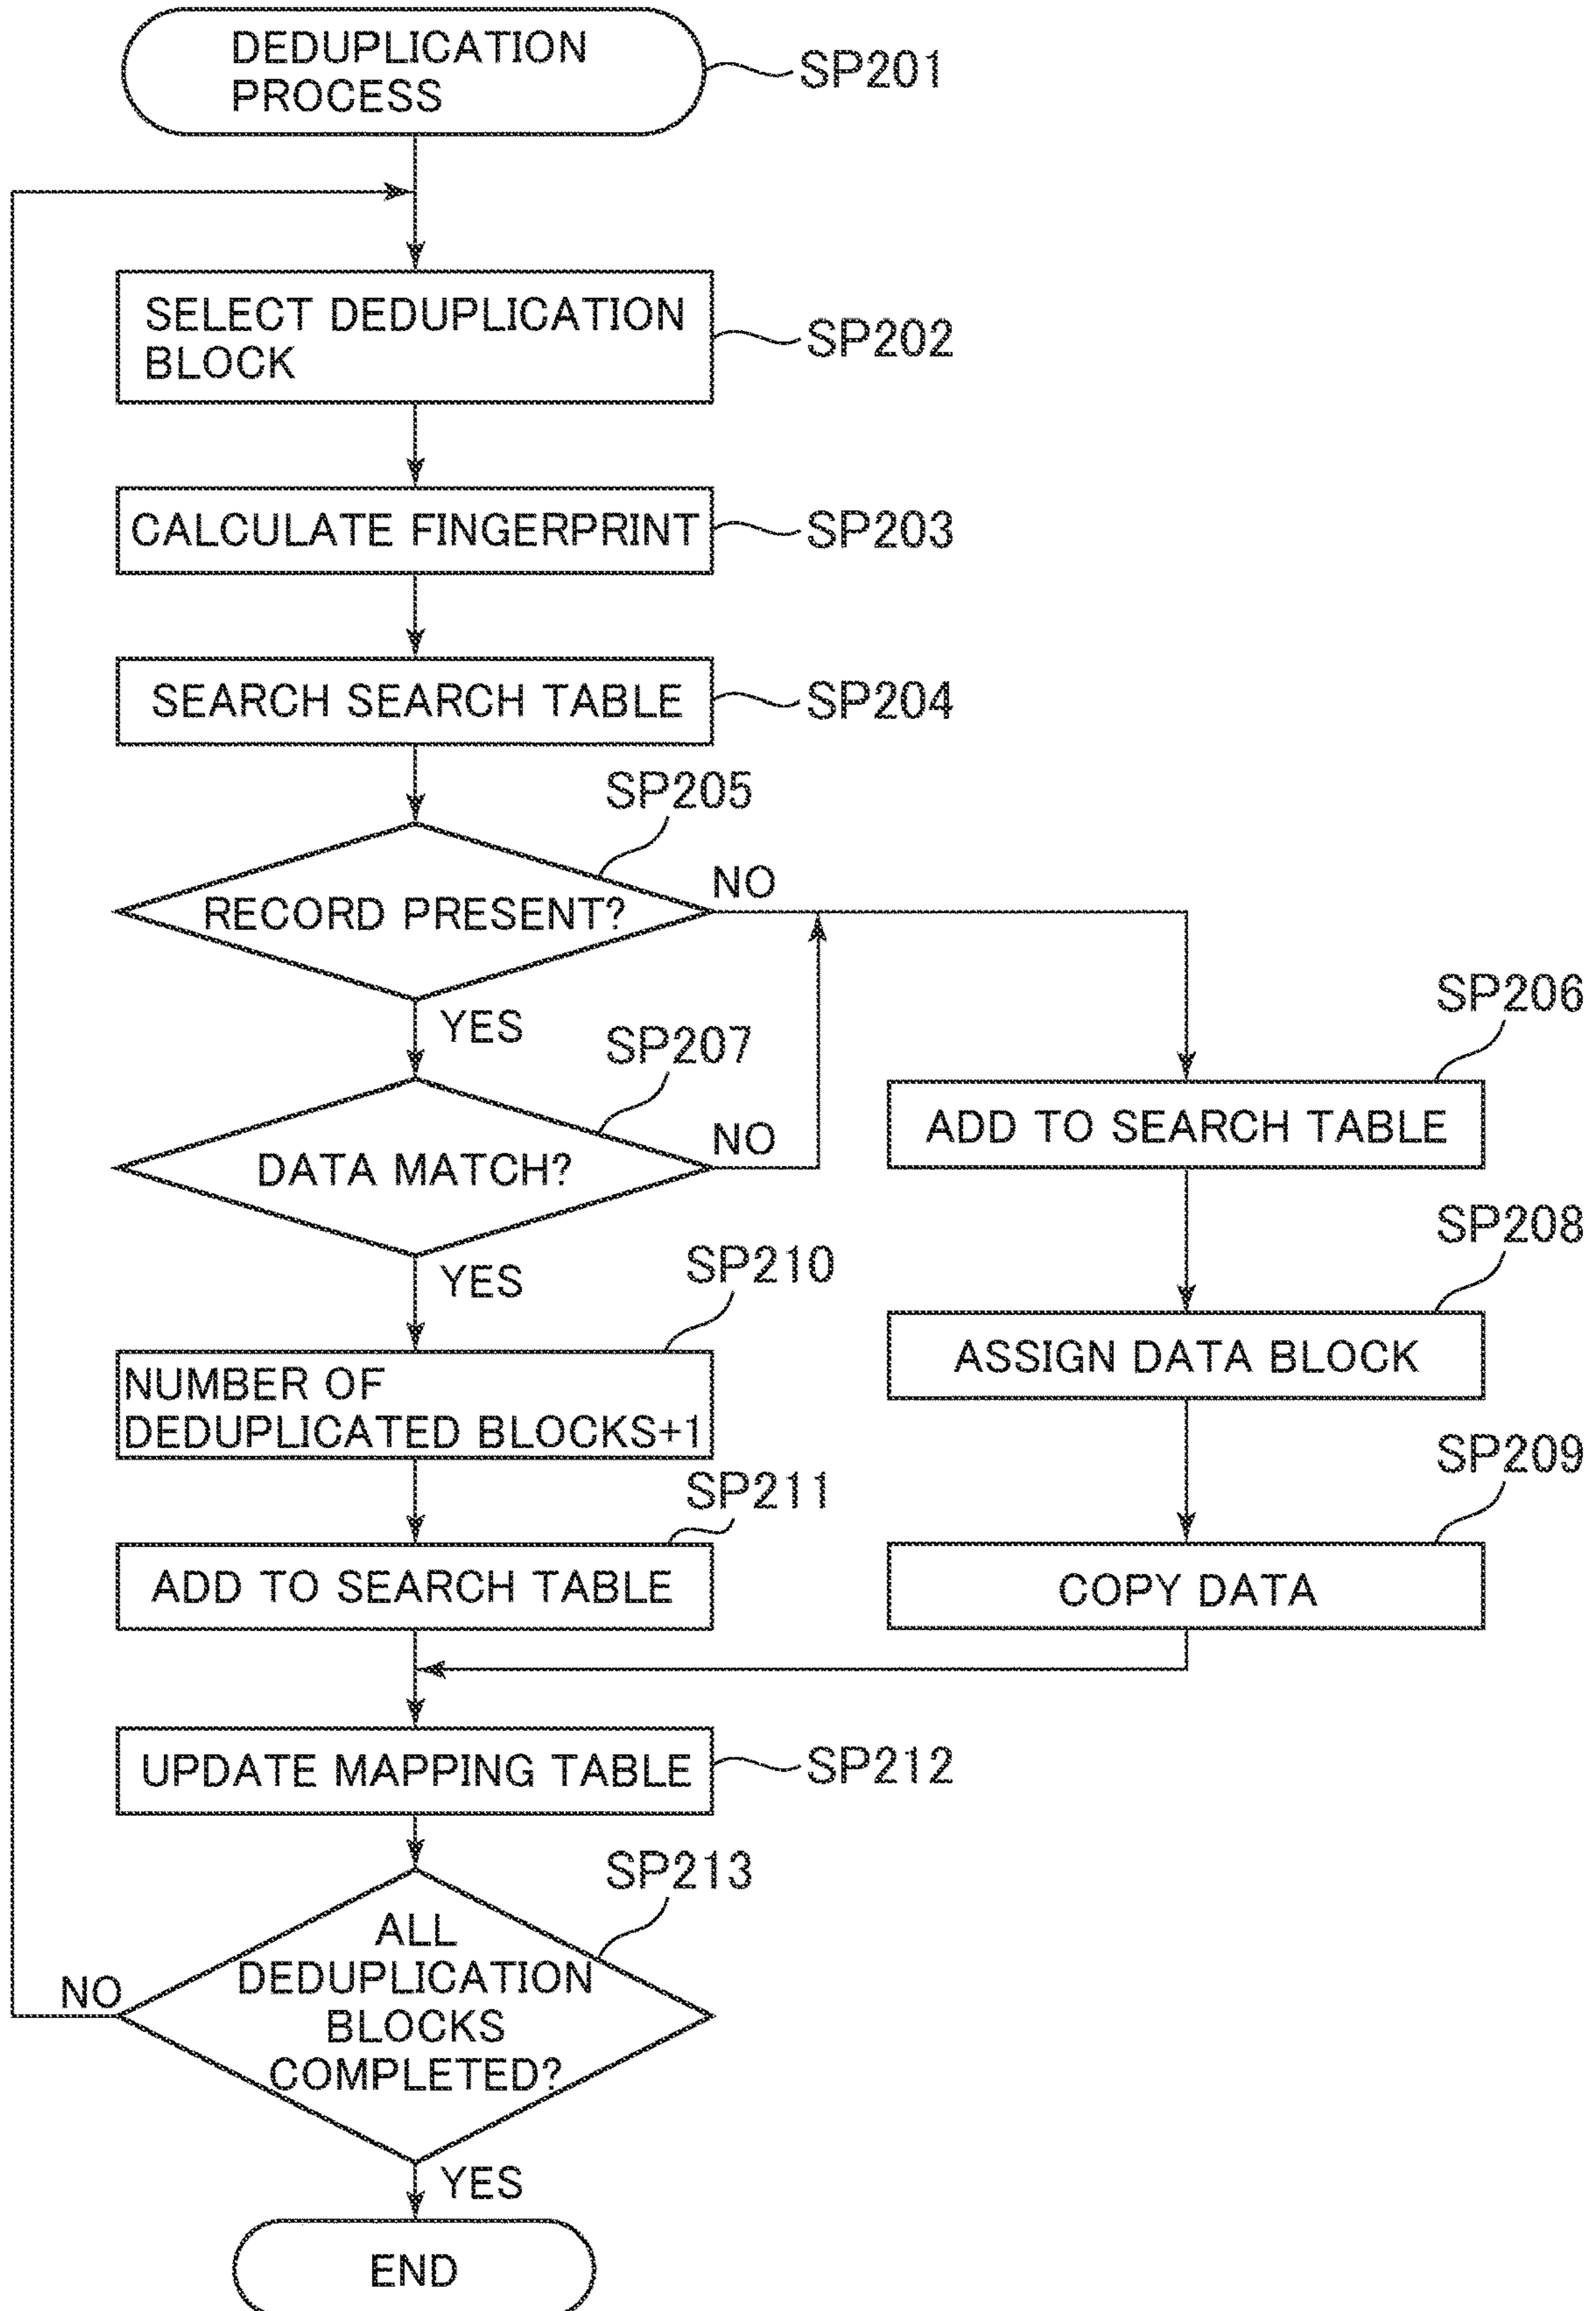 DEDUPLICATION
PROCESS
SP201
SELECT DEDUPLICATION
BLOCK
SP202
CALCULATE FINGERPRINT
SP203
SEARCH SEARCH TABLE
SP204
SP205
RECORD PRESENT?
NO
YES
SP207
DATA MATCH?
NO
YES
SP206
ADD TO SEARCH TABLE
SP208
ASSIGN DATA BLOCK
SP209
COPY DATA
SP210
NUMBER OF
DEDUPLICATED BLOCKS+1
SP211
ADD TO SEARCH TABLE
UPDATE MAPPING TABLE
SP212
SP213
ALL
DEDUPLICATION
BLOCKS
COMPLETED?
NO
YES
END